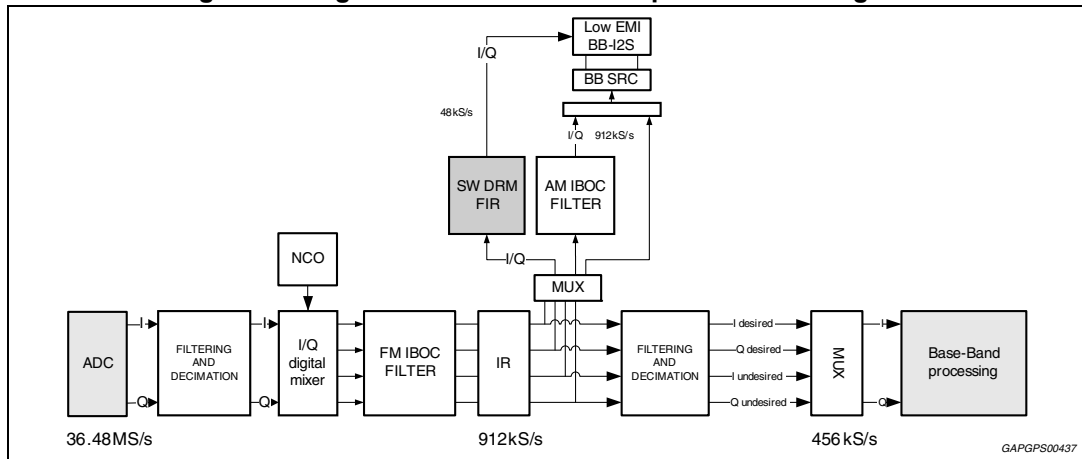 Low EMI
BB-I2S
I/Q
BB SRC
48kS/s
I/Q
912kS/s
SW DRM
FIR
AM IBOC
FILTER
NCO
I/Q
MUX
ADC
I
Q
FILTERING
AND
DECIMATION
I
Q
I/Q
digital
mixer
FM IBOC
FILTER
IR
FILTERING
AND
DECIMATION
I desired
Q desired
I undesired
Q undesired
MUX
I
Q
Base-Band
processing
36.48MS/s
912kS/s
456kS/s
GAPGPS00437